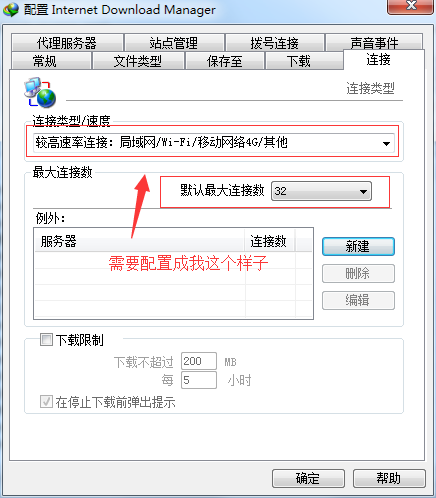 配置 Internet Download Manager
代理服务器 站点管理 拨号连接 声音事件
常规 文件类型 保存至 下载 连接
连接类型
连接类型/速度
较高速率连接：局域网/Wi-Fi/移动网络4G/其他
最大连接数
默认最大连接数 32
例外：
服务器 连接数
新建
需要配置成我这个样子
删除
编辑
下载限制
下载不超过 200 MB
每 5 小时
在停止下载前弹出提示
确定 帮助